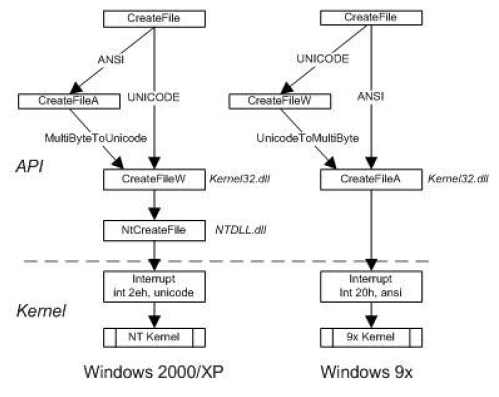 CreateFile
CreateFile
ANSI
UNICODE
CreateFileA
UNICODE
CreateFileW
ANSI
MultiByteToUnicode
UnicodeToMultiByte
API
CreateFileW
Kernel32.dll
CreateFileA
Kernel32.dll
NtCreateFile
NTDLL.dll
Interrupt
int 2eh, unicode
Interrupt
Int 20h, ansi
Kernel
NT Kernel
9x Kernel
Windows 2000/XP
Windows 9x